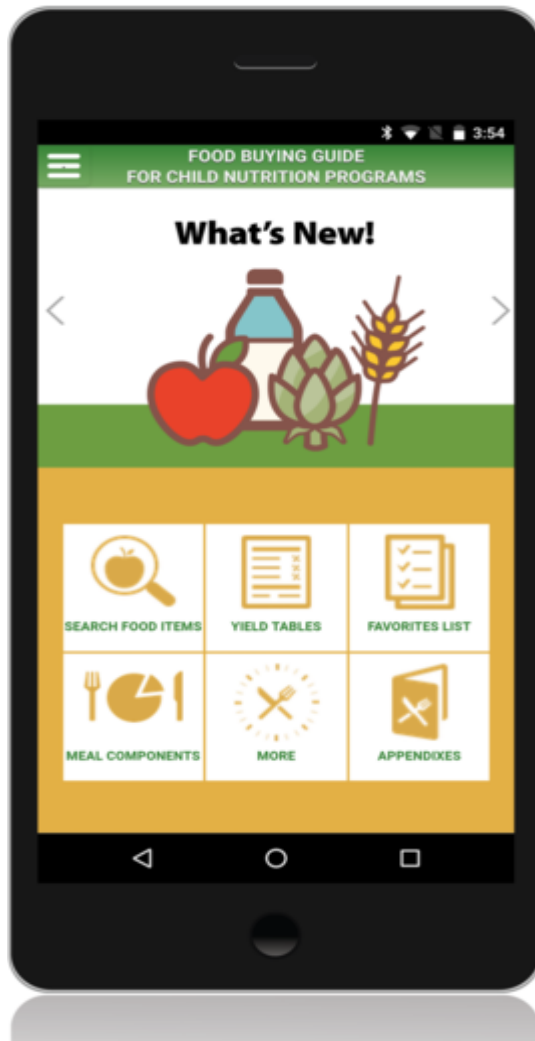 3:54
FOOD BUYING GUIDE
FOR CHILD NUTRITION PROGRAMS
What's New!
SEARCH FOOD ITEMS
YIELD TABLES
FAVORITES LIST
MEAL COMPONENTS
MORE
APPENDIXES